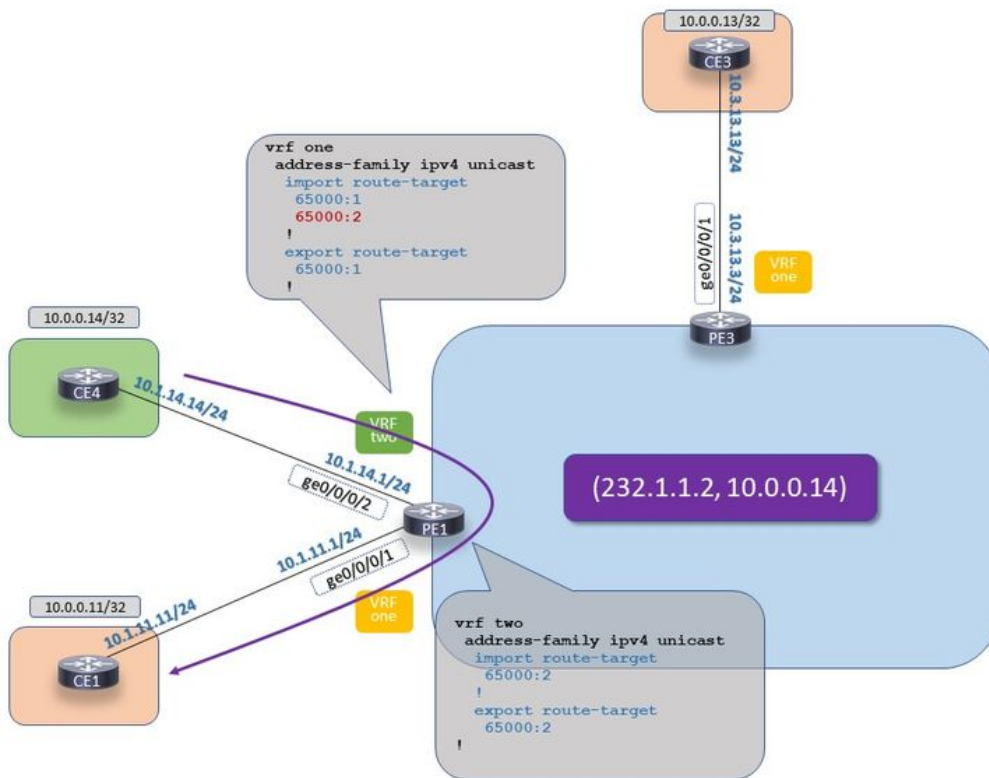 10.0.0.13/32
CE3
10.3.13.13/24
vrf one
address-family ipv4 unicast
import route-target
65000:1
65000:2
!
export route-target
65000:1
!
ge0/0/0/1
10.3.13.3/24
VRF
one
PE3
10.0.0.14/32
CE4
10.1.14.14/24
VRF
two
10.1.14.1/24
ge0/0/0/2
(232.1.1.2, 10.0.0.14)
PE1
10.1.11.1/24
ge0/0/0/1
VRF
one
10.0.0.11/32
10.1.11.11/24
CE1
vrf two
address-family ipv4 unicast
import route-target
65000:2
!
export route-target
65000:2
!